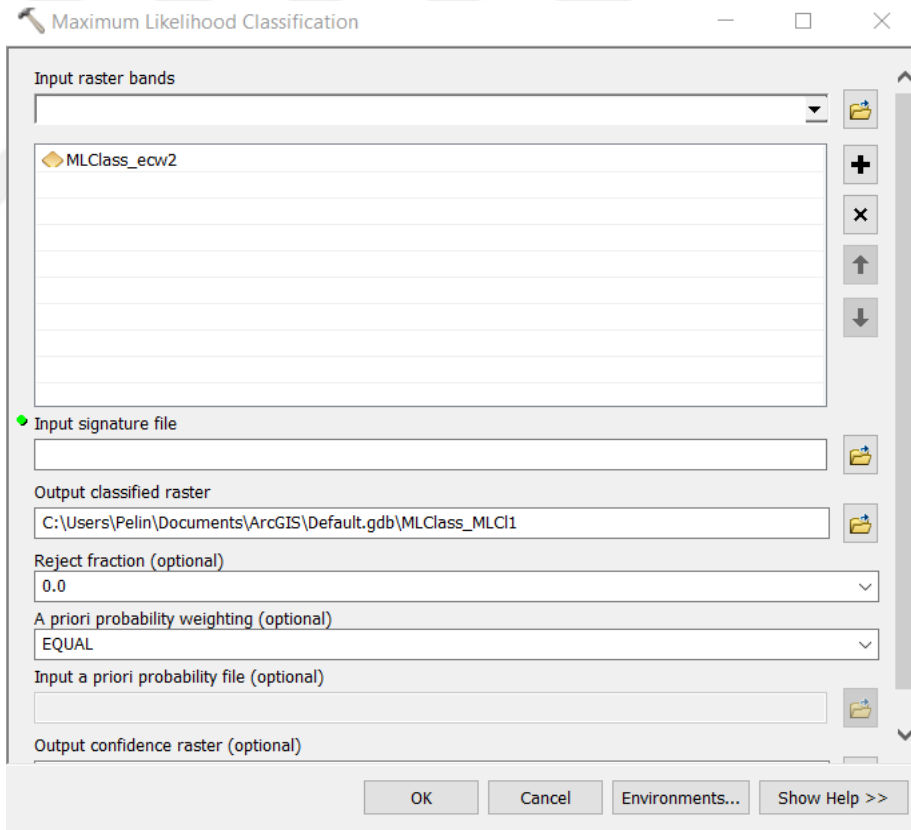 Maximum Likelihood Classification
Input raster bands
MLClass_ecw2
Input signature file
Output classified raster
C:\Users\Pelin\Documents\ArcGIS\Default.gdb\MLClass_MLCl1
Reject fraction (optional)
0.0
A priori probability weighting (optional)
EQUAL
Input a priori probability file (optional)
Output confidence raster (optional)
OK Cancel Environments... Show Help >>